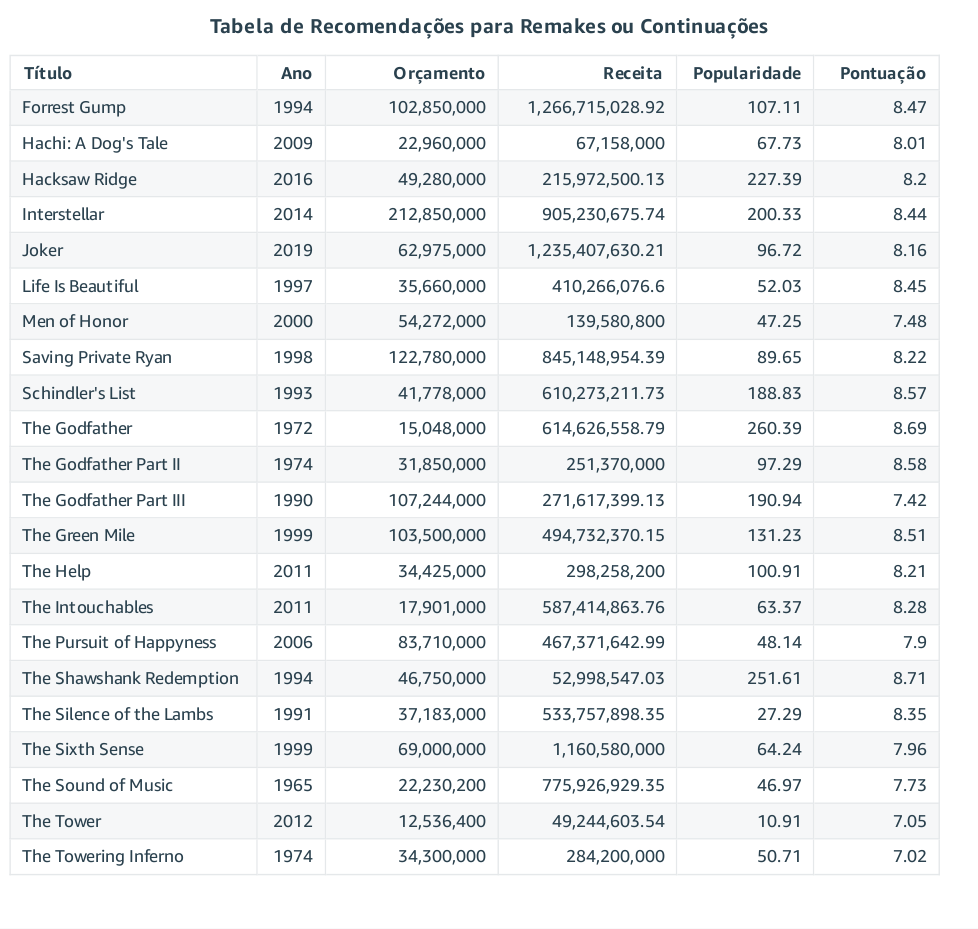 Tabela de Recomendações para Remakes ou Continuações
Título Ano Orçamento Receita Popularidade Pontuação
Forrest Gump 1994 102,850,000 1,266,715,028.92 107.11 8.47
Hachi: A Dog's Tale 2009 22,960,000 67,158,000 67.73 8.01
Hacksaw Ridge 2016 49,280,000 215,972,500.13 227.39 8.2
Interstellar 2014 212,850,000 905,230,675.74 200.33 8.44
Joker 2019 62,975,000 1,235,407,630.21 96.72 8.16
Life Is Beautiful 1997 35,660,000 410,266,076.6 52.03 8.45
Men of Honor 2000 54,272,000 139,580,800 47.25 7.48
Saving Private Ryan 1998 122,780,000 845,148,954.39 89.65 8.22
Schindler's List 1993 41,778,000 610,273,211.73 188.83 8.57
The Godfather 1972 15,048,000 614,626,558.79 260.39 8.69
The Godfather Part II 1974 31,850,000 251,370,000 97.29 8.58
The Godfather Part III 1990 107,244,000 271,617,399.13 190.94 7.42
The Green Mile 1999 103,500,000 494,732,370.15 131.23 8.51
The Help 2011 34,425,000 298,258,200 100.91 8.21
The Intouchables 2011 17,901,000 587,414,863.76 63.37 8.28
The Pursuit of Happyness 2006 83,710,000 467,371,642.99 48.14 7.9
The Shawshank Redemption 1994 46,750,000 52,998,547.03 251.61 8.71
The Silence of the Lambs 1991 37,183,000 533,757,898.35 27.29 8.35
The Sixth Sense 1999 69,000,000 1,160,580,000 64.24 7.96
The Sound of Music 1965 22,230,200 775,926,929.35 46.97 7.73
The Tower 2012 12,536,400 49,244,603.54 10.91 7.05
The Towering Inferno 1974 34,300,000 284,200,000 50.71 7.02